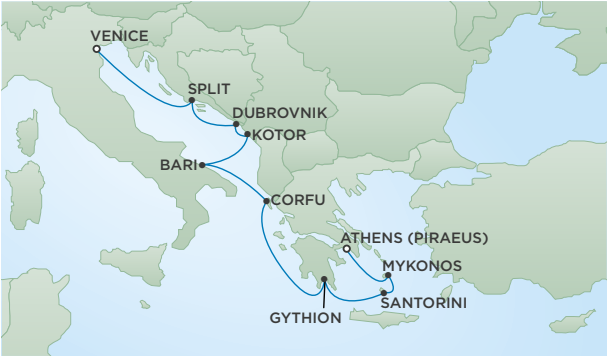 VENICE
SPLIT
DUBROVNIK
KOTOR
BARI
CORFU
ATHENS (PIRAEUS)
MYKONOS
SANTORINI
GYTHION